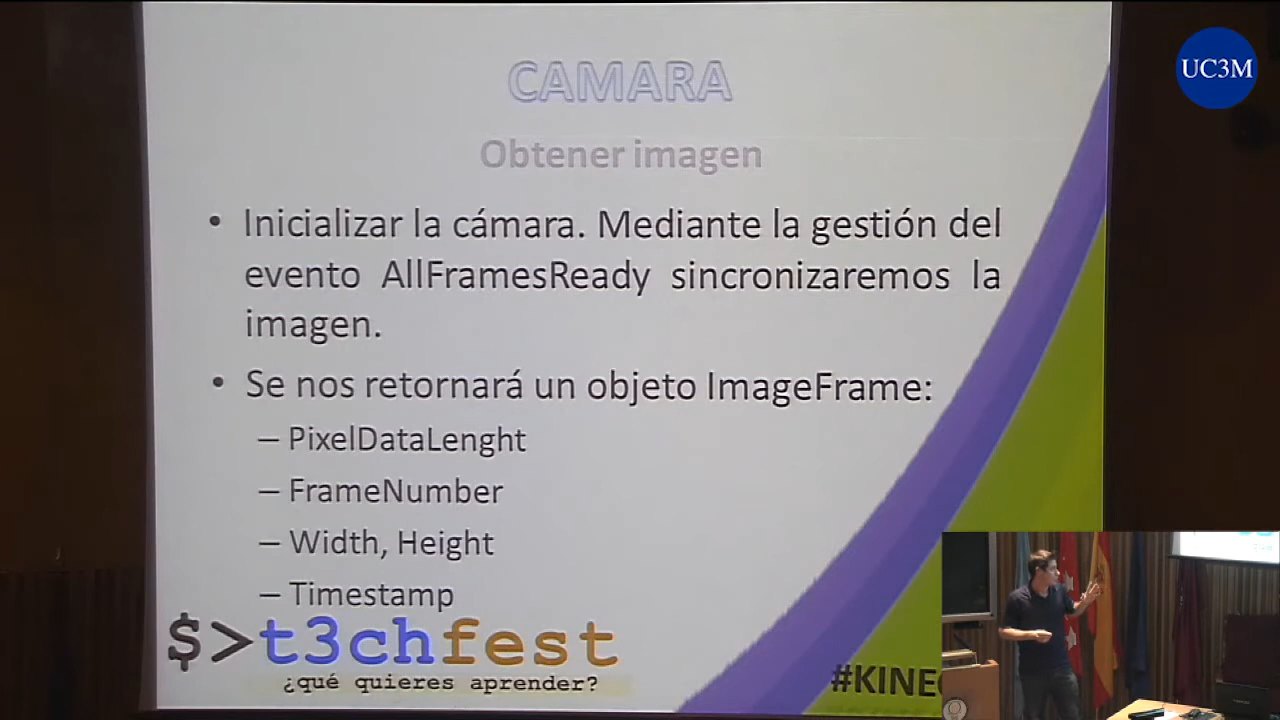 UC3M
CAMARA
Obtener imagen
• Inicializar la cámara. Mediante la gestión del
evento AllFramesReady sincronizaremos la
imagen.
• Se nos retornará un objeto ImageFrame:
– PixelDataLenght
– FrameNumber
– Width, Height
– Timestamp
$>t3chfest
¿qué quieres aprender?